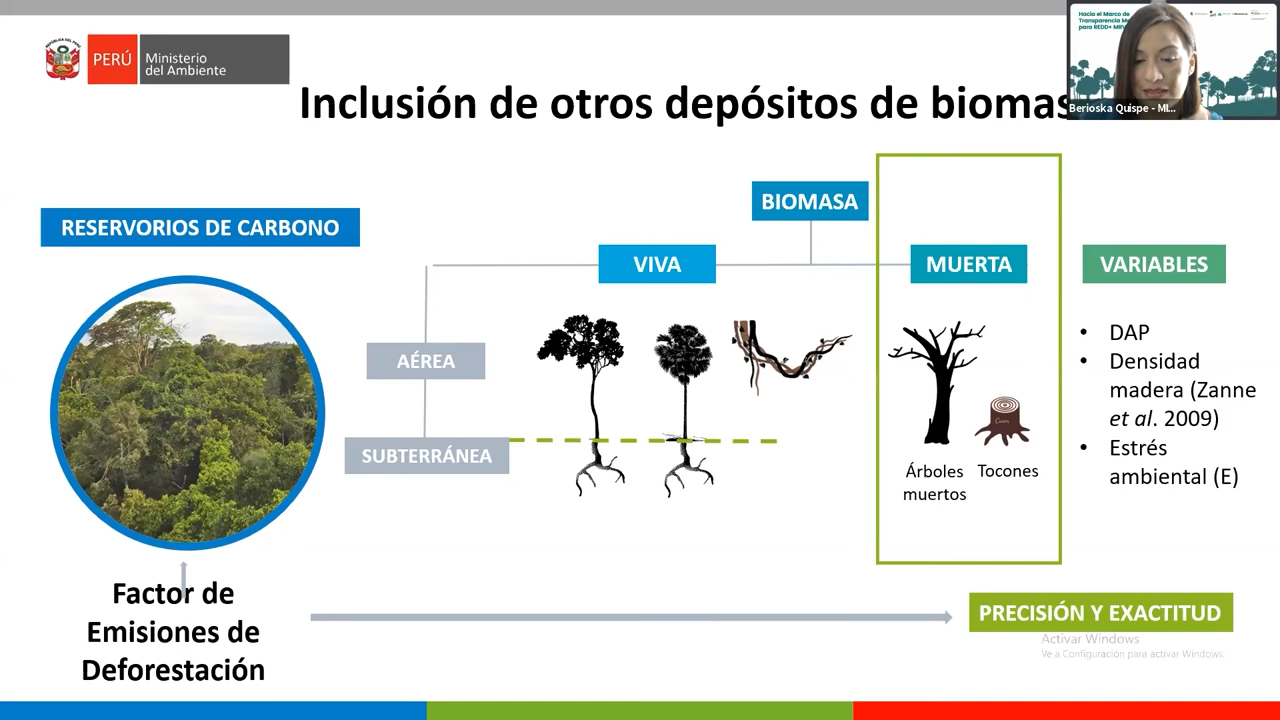 PERÚ
Ministerio
del Ambiente
Inclusión de otros depósitos de biomas
Hacia el Marco de
Transparencia
para REDD+
Berioska Quispe - MI...
RESERVORIOS DE CARBONO
BIOMASA
VIVA
MUERTA
VARIABLES
AÉREA
SUBTERRÁNEA
Árboles
muertos
Tocones
• DAP
• Densidad
madera (Zanne
et al. 2009)
• Estrés
ambiental (E)
Factor de
Emisiones de
Deforestación
PRECISIÓN Y EXACTITUD
Activar Windows
Ve a Configuración para activar Windows.